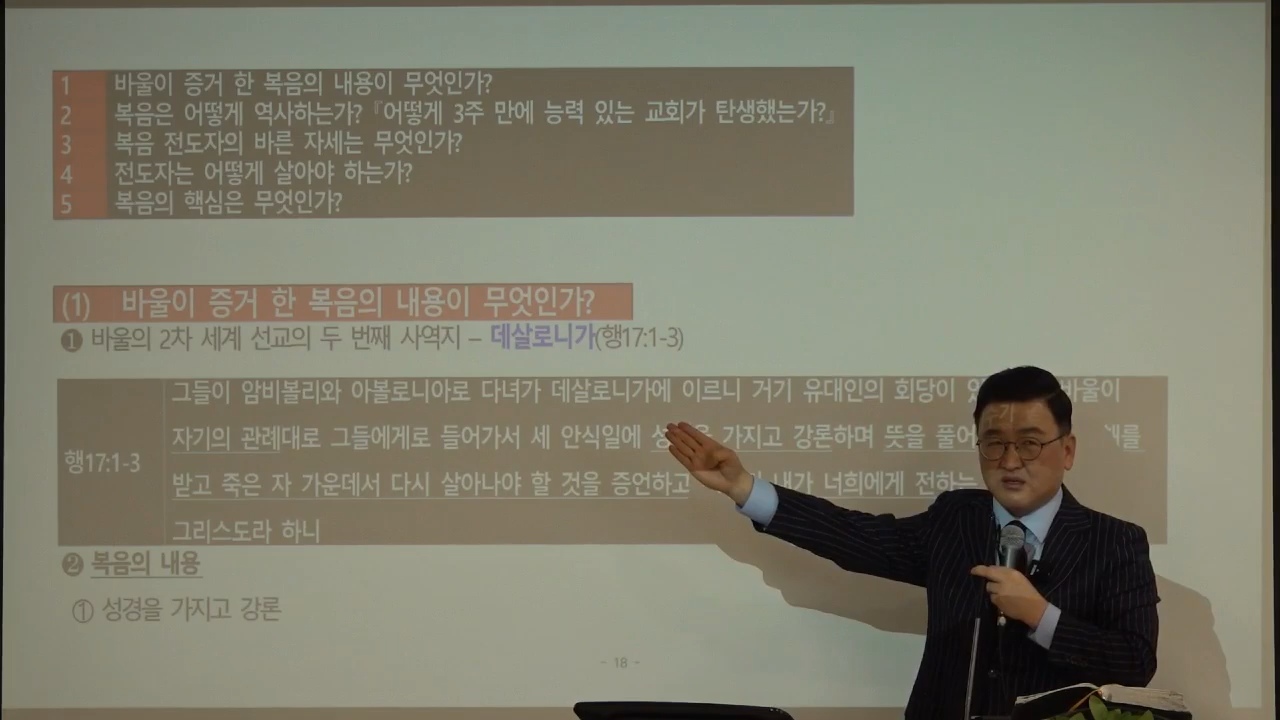 1 바울이 증거 한 복음의 내용이 무엇인가?
2 복음은 어떻게 역사하는가? 『어떻게 3주 만에 능력 있는 교회가 탄생했는가?』
3 복음 전도자의 바른 자세는 무엇인가?
4 전도자는 어떻게 살아야 하는가?
5 복음의 핵심은 무엇인가?
(1) 바울이 증거 한 복음의 내용이 무엇인가?
❶ 바울의 2차 세계 선교의 두 번째 사역지 – 데살로니가(행17:1-3)
그들이 암비볼리와 아볼로니아로 다녀가 데살로니가에 이르니 거기 유대인의 회당이 바울이
자기의 관례대로 그들에게로 들어가서 세 안식일에 가지고 강론하며 뜻을
행17:1-3
받고 죽은 자 가운데서 다시 살아나야 할 것을 증언하고 내가 너희에게 전하는
그리스도라 하니
❷ 복음의 내용
① 성경을 가지고 강론
- 18 -